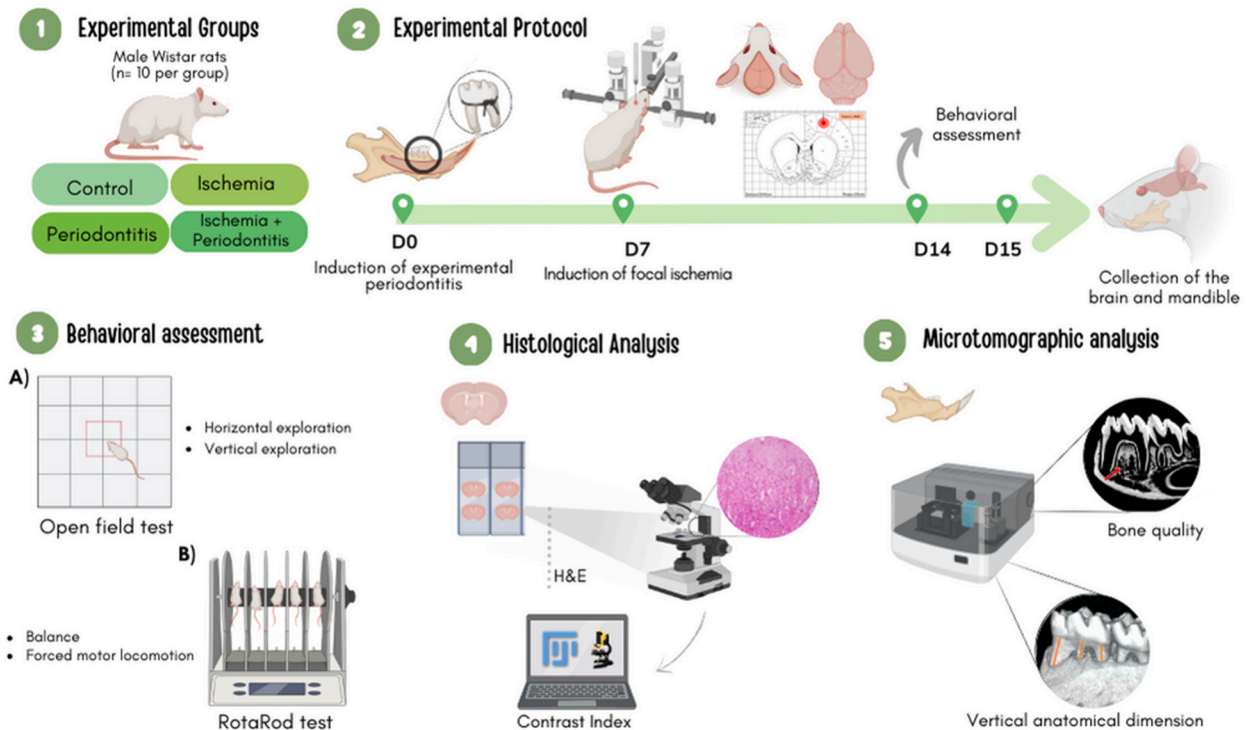 1 Experimental Groups
Male Wistar rats
(n= 10 per group)
Control
Ischemia
Periodontitis
Ischemia +
Periodontitis
2 Experimental Protocol
Behavioral
assessment
D0
D7
D14
D15
Induction of experimental
periodontitis
Induction of focal ischemia
Collection of the
brain and mandible
3 Behavioral assessment
A)
• Horizontal exploration
• Vertical exploration
Open field test
B)
• Balance
• Forced motor locomotion
RotaRod test
4 Histological Analysis
H&E
Contrast Index
5 Microtomographic analysis
Bone quality
Vertical anatomical dimension